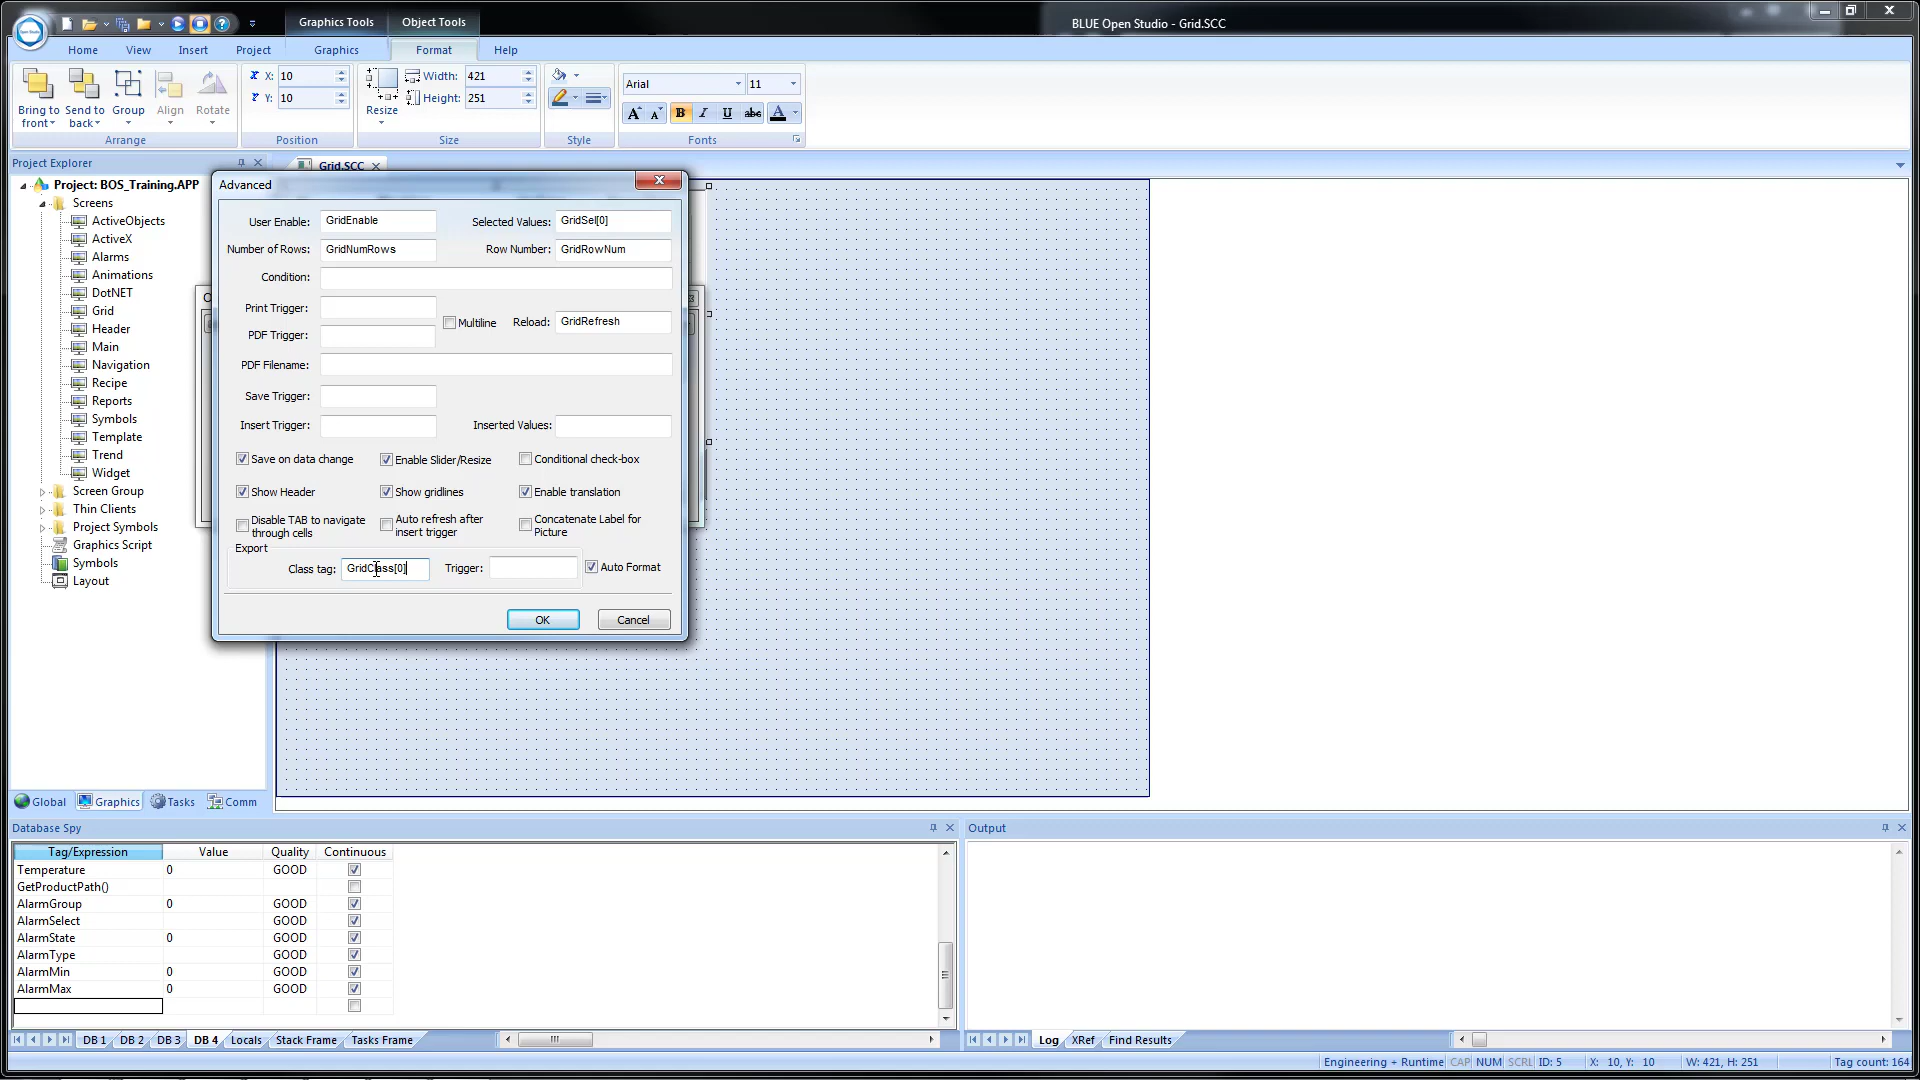 Graphics Tools Object Tools BLUE Open Studio - Grid.SCC
Home View Insert Project Graphics Format Help
X: 10 Width: 421 Arial 11
Y: 10 Height: 251
Bring to front Send to back Group Align Rotate Resize B I U abc A
Arrange Position Size Style Fonts
Project Explorer
Grid.SCC
Project: BOS_Training.APP
Screens
ActiveObjects
ActiveX
Alarms
Animations
DotNET
Grid
Header
Main
Navigation
Recipe
Reports
Symbols
Template
Trend
Widget
Screen Group
Thin Clients
Project Symbols
Graphics Script
Symbols
Layout
Global Graphics Tasks Comm
Advanced
User Enable: GridEnable Selected Values: GridSel[0]
Number of Rows: GridNumRows Row Number: GridRowNum
Condition:
Print Trigger:
Multiline Reload: GridRefresh
PDF Trigger:
PDF Filename:
Save Trigger:
Insert Trigger: Inserted Values:
Save on data change Enable Slider/Resize Conditional check-box
Show Header Show gridlines Enable translation
Disable TAB to navigate through cells Auto refresh after insert trigger Concatenate Label for Picture
Export
Class tag: GridClass[0] Trigger: Auto Format
OK Cancel
Database Spy
Tag/Expression Value Quality Continuous
Temperature 0 GOOD
GetProductPath()
AlarmGroup 0 GOOD
AlarmSelect GOOD
AlarmState 0 GOOD
AlarmType GOOD
AlarmMin 0 GOOD
AlarmMax 0 GOOD
DB 1 DB 2 DB 3 DB 4 Locals Stack Frame Tasks Frame
Output
Log XRef Find Results
Engineering + Runtime CAP NUM SCRL ID: 5 X: 10, Y: 10 W: 421, H: 251 Tag count: 164